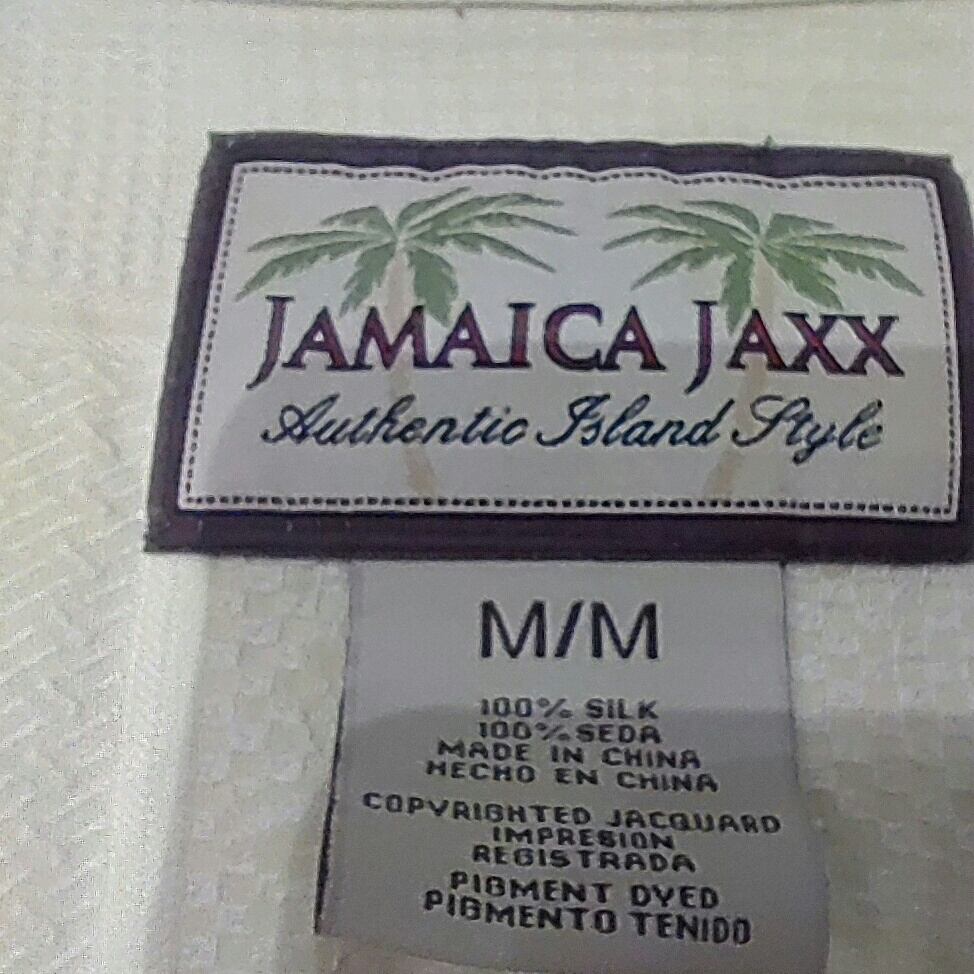 JAMAICA JAXX
Authentic Island Style
M/M
100% SILK
100% SEDA
MADE IN CHINA
HECHO EN CHINA
COPYRIGHTED JACQUARD
IMPRESION
REGISTRADA
PIGMENT DYED
PIGMENTO TENIDO